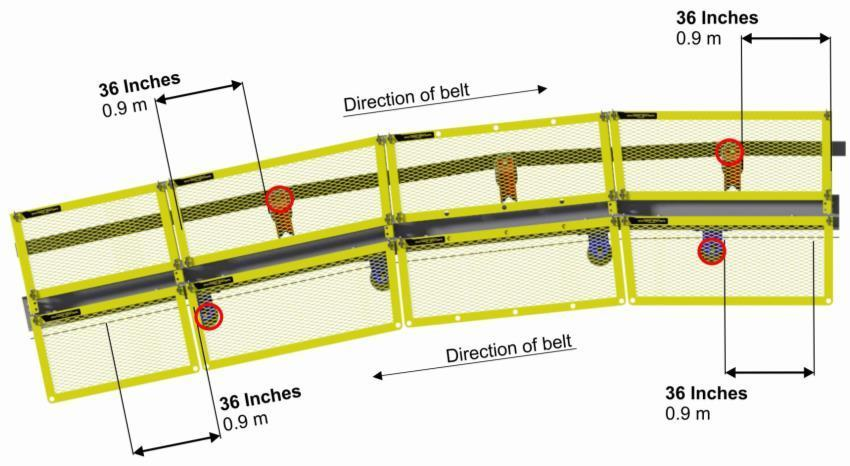 36 Inches
0.9 m
36 Inches
0.9 m
Direction of belt
Direction of belt
36 Inches
0.9 m
36 Inches
0.9 m